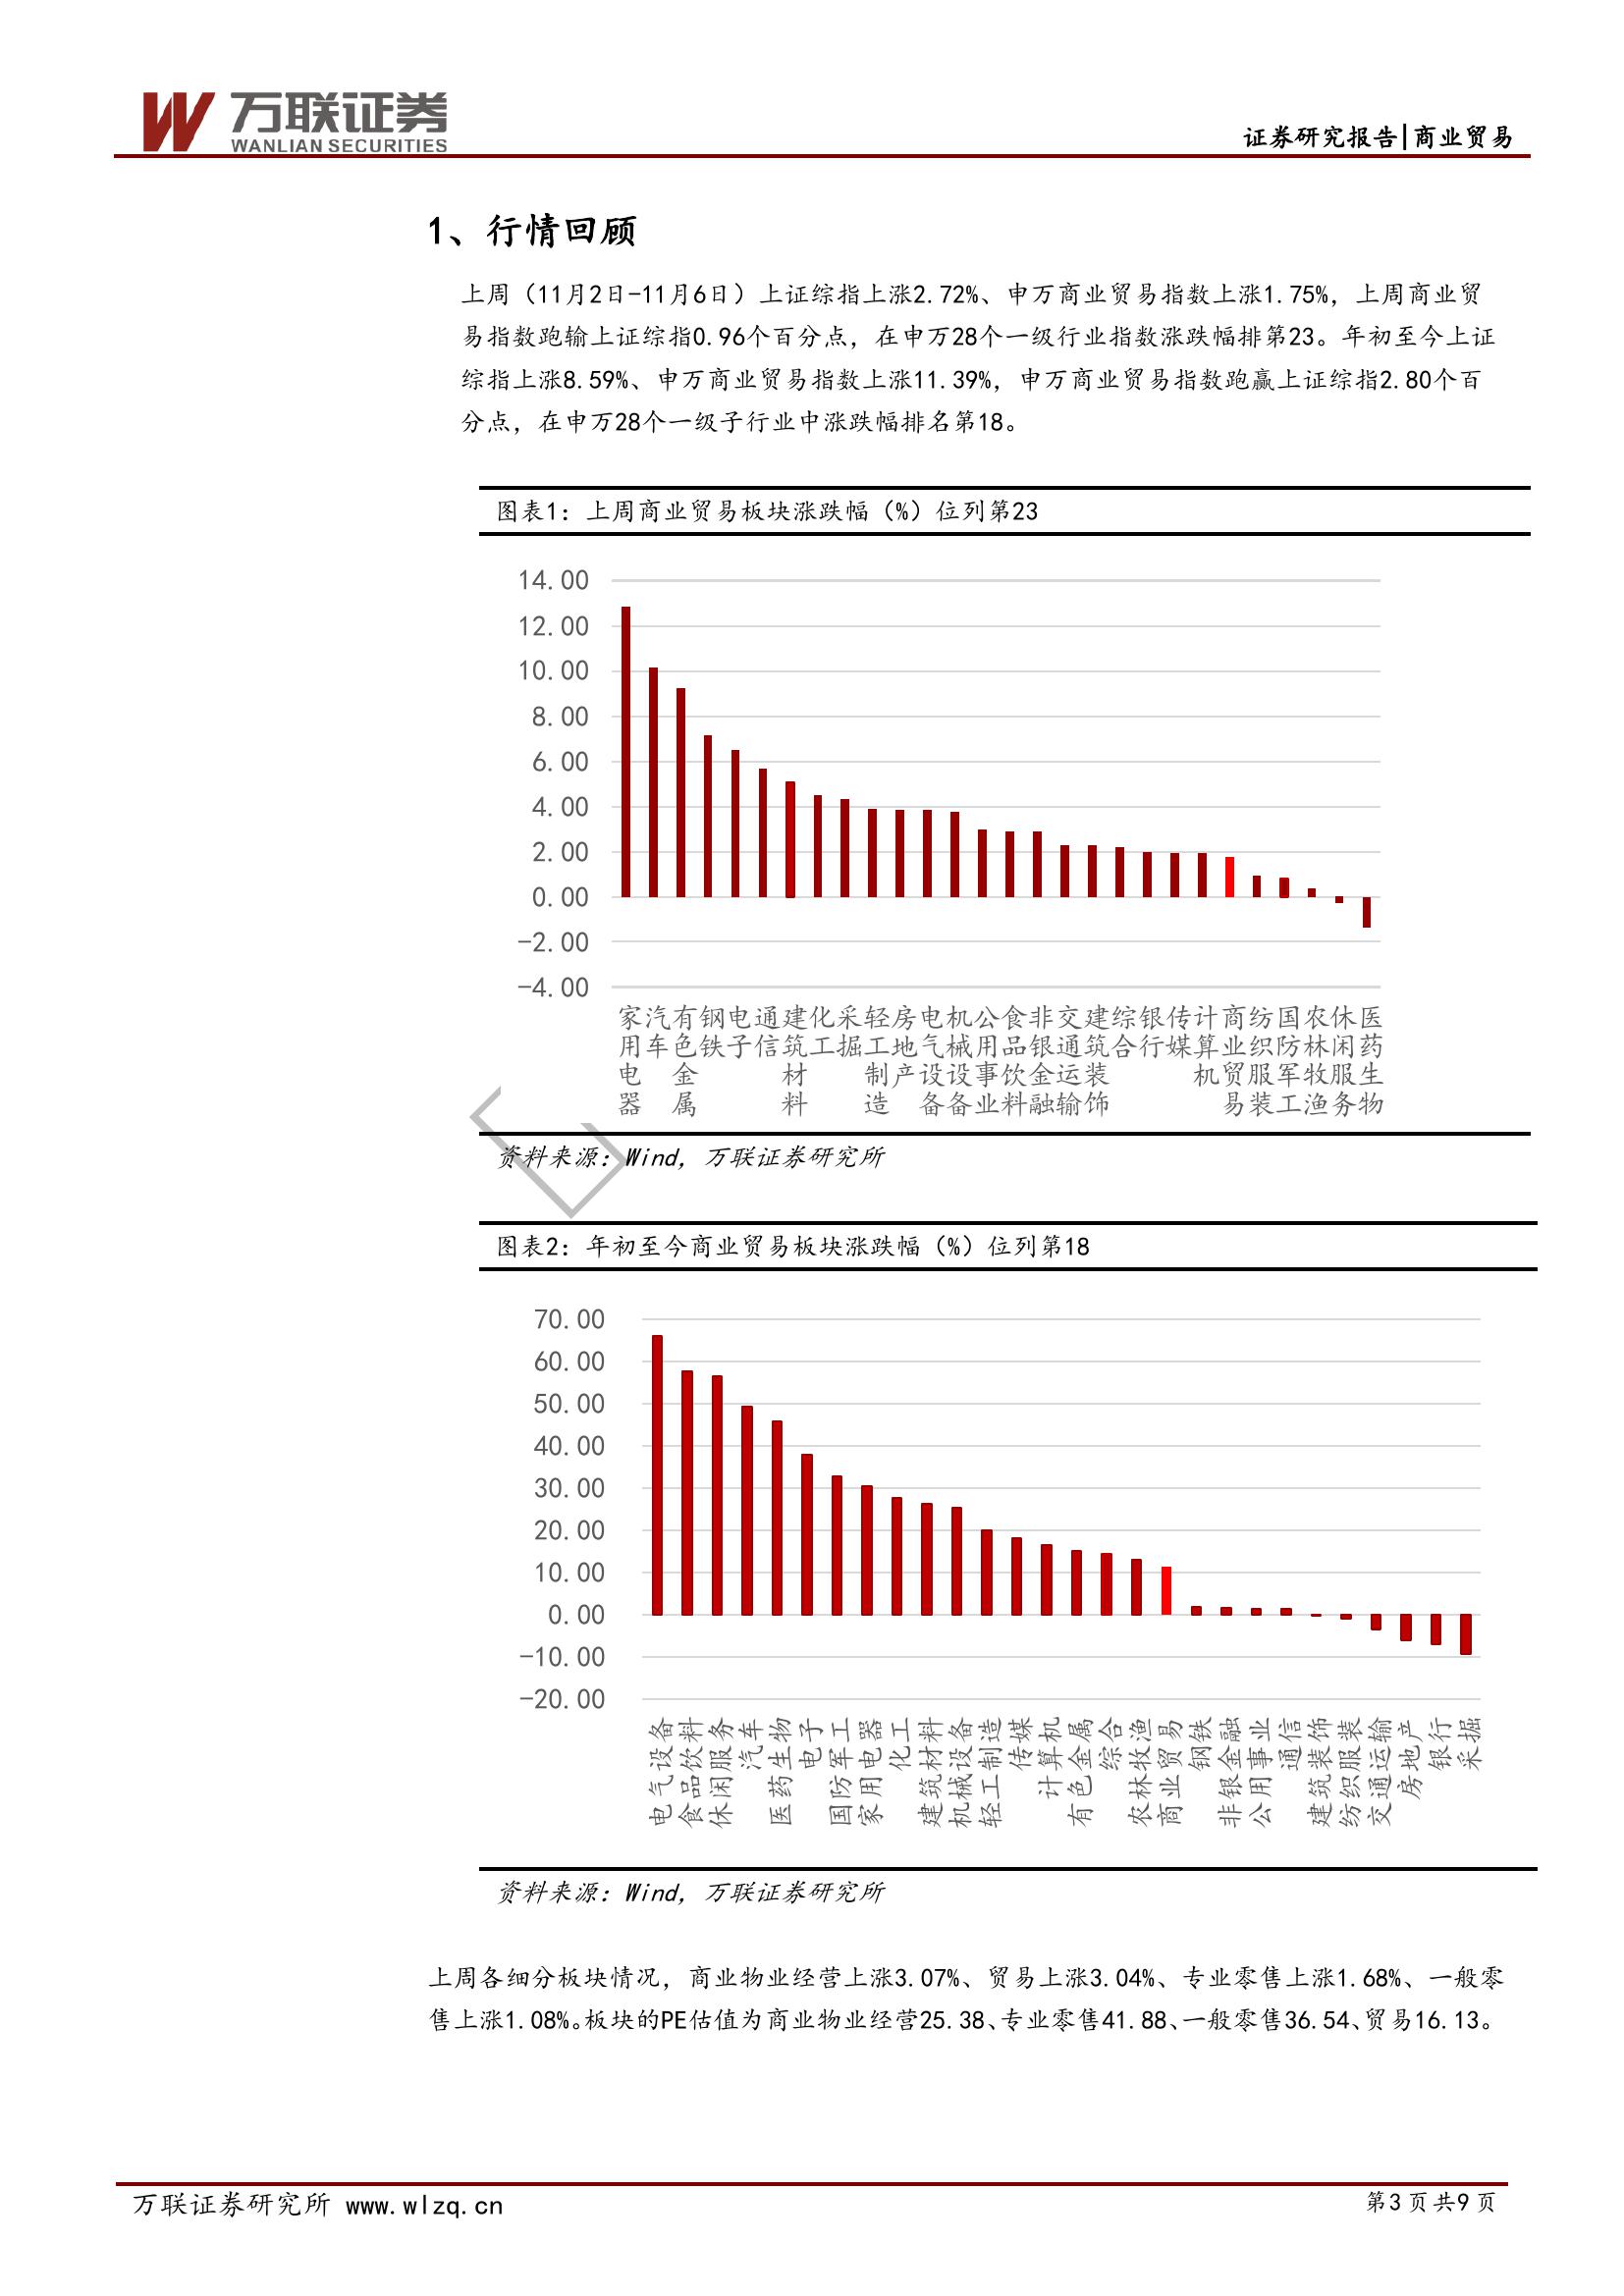 万联证券
WANLIAN SECURITIES
证券研究报告|商业贸易
1、行情回顾
上周（11月2日-11月6日）上证综指上涨2.72%、申万商业贸易指数上涨1.75%，上周商业贸
易指数跑输上证综指0.96个百分点，在申万28个一级行业指数涨跌幅排第23。年初至今上证
综指上涨8.59%、申万商业贸易指数上涨11.39%，申万商业贸易指数跑赢上证综指2.80个百
分点，在申万28个一级子行业中涨跌幅排名第18。
图表1：上周商业贸易板块涨跌幅（%）位列第23
14.00
12.00
10.00
8.00
6.00
4.00
2.00
0.00
-2.00
-4.00
家用电器
汽车
有色金属
钢铁
电子
通信
建筑材料
化工
采掘
轻工制造
房地产
电气设备
机械设备
公用事业
食品饮料
非银金融
交通运输
建筑装饰
综合
银行
传媒
计算机
商业贸易
纺织服装
国防军工
农林牧渔
休闲服务
医药生物
资料来源：Wind, 万联证券研究所
图表2：年初至今商业贸易板块涨跌幅（%）位列第18
70.00
60.00
50.00
40.00
30.00
20.00
10.00
0.00
-10.00
-20.00
电气设备
食品饮料
休闲服务
汽车
医药生物
电子
国防军工
家用电器
化工
建筑材料
机械设备
轻工制造
传媒
计算机
有色金属
综合
农林牧渔
商业贸易
钢铁
非银金融
公用事业
通信
建筑装饰
纺织服装
交通运输
房地产
银行
采掘
资料来源：Wind, 万联证券研究所
上周各细分板块情况，商业物业经营上涨3.07%、贸易上涨3.04%、专业零售上涨1.68%、一般零
售上涨1.08%。板块的PE估值为商业物业经营25.38、专业零售41.88、一般零售36.54、贸易16.13。
万联证券研究所 www.wlzq.cn
第3页共9页